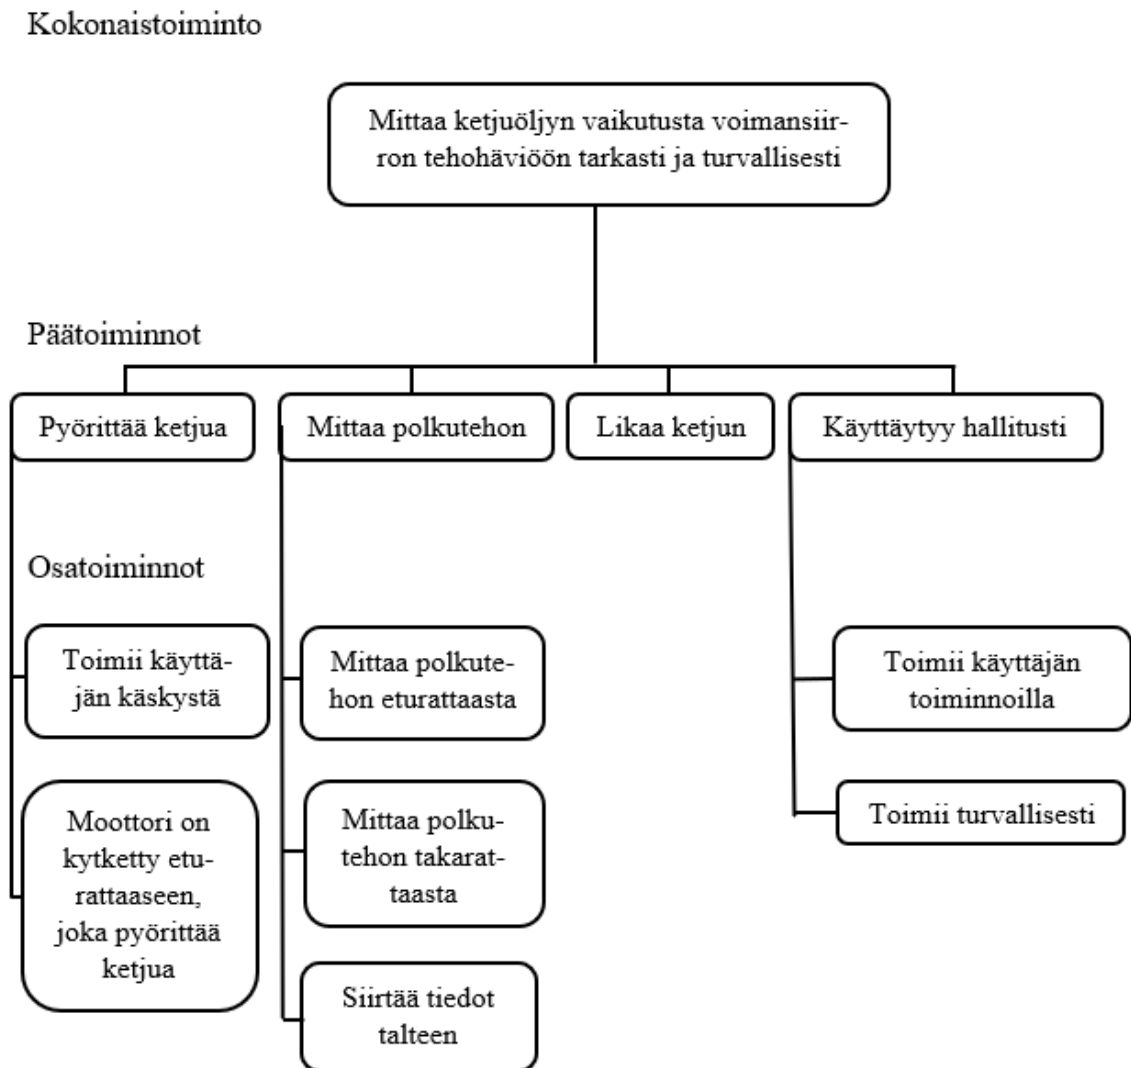 Kokonaistoiminto
Mittaa ketjuöljyn vaikutusta voimansiir-
ron tehohäviöön tarkasti ja turvallisesti
Päätoiminnot
Pyörittää ketjua
Mittaa polkutehon
Likaa ketjun
Käyttäytyy hallitusti
Osatoiminnot
Toimii käyttä-
jän käskystä
Mittaa polkute-
hon eturattaasta
Toimii käyttäjän
toiminnoilla
Moottori on
kytketty etu-
rattaaseen,
joka pyörittää
ketjua
Mittaa polku-
tehon takarat-
taasta
Toimii turvallisesti
Siirtää tiedot
talteen